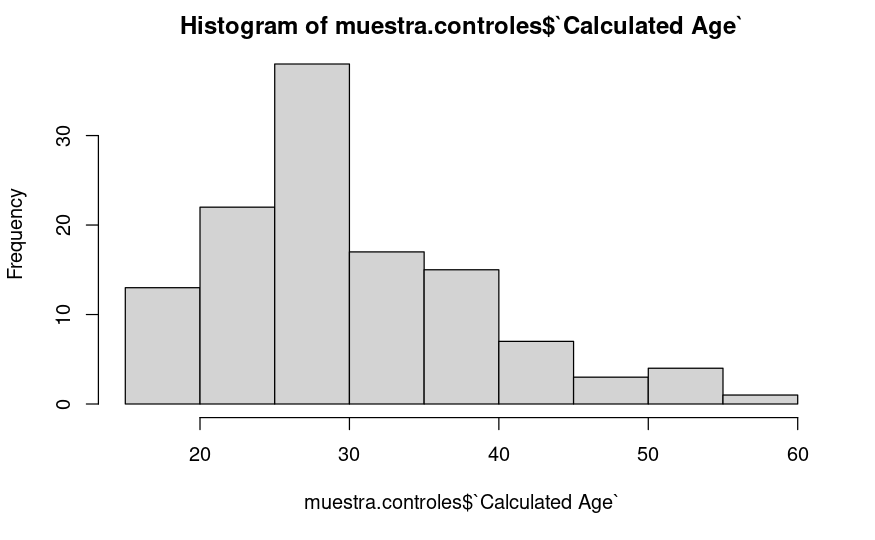 Histogram of muestra.controles$`Calculated Age`
Frequency
30
20
10
0
20 30 40 50 60
muestra.controles$`Calculated Age`